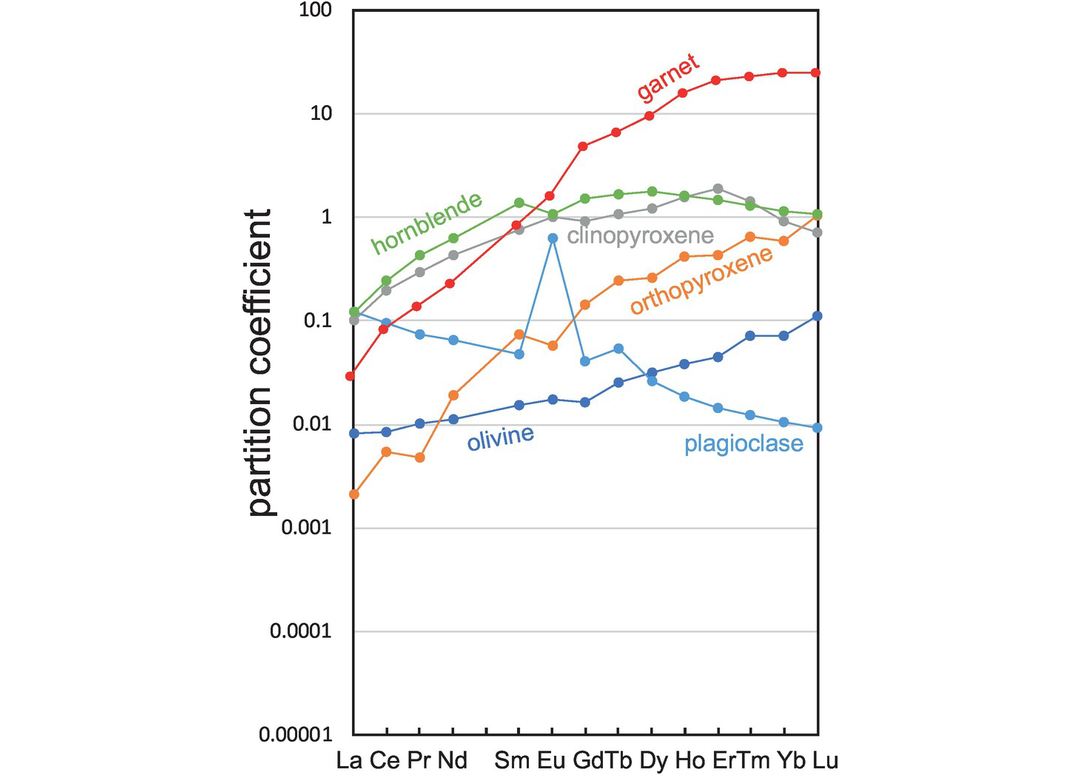 100
10
1
0.1
0.01
0.001
0.0001
0.00001
partition coefficient
garnet
hornblende
clinopyroxene
orthopyroxene
olivine
plagioclase
La Ce Pr Nd Sm Eu GdTb Dy Ho ErTm Yb Lu